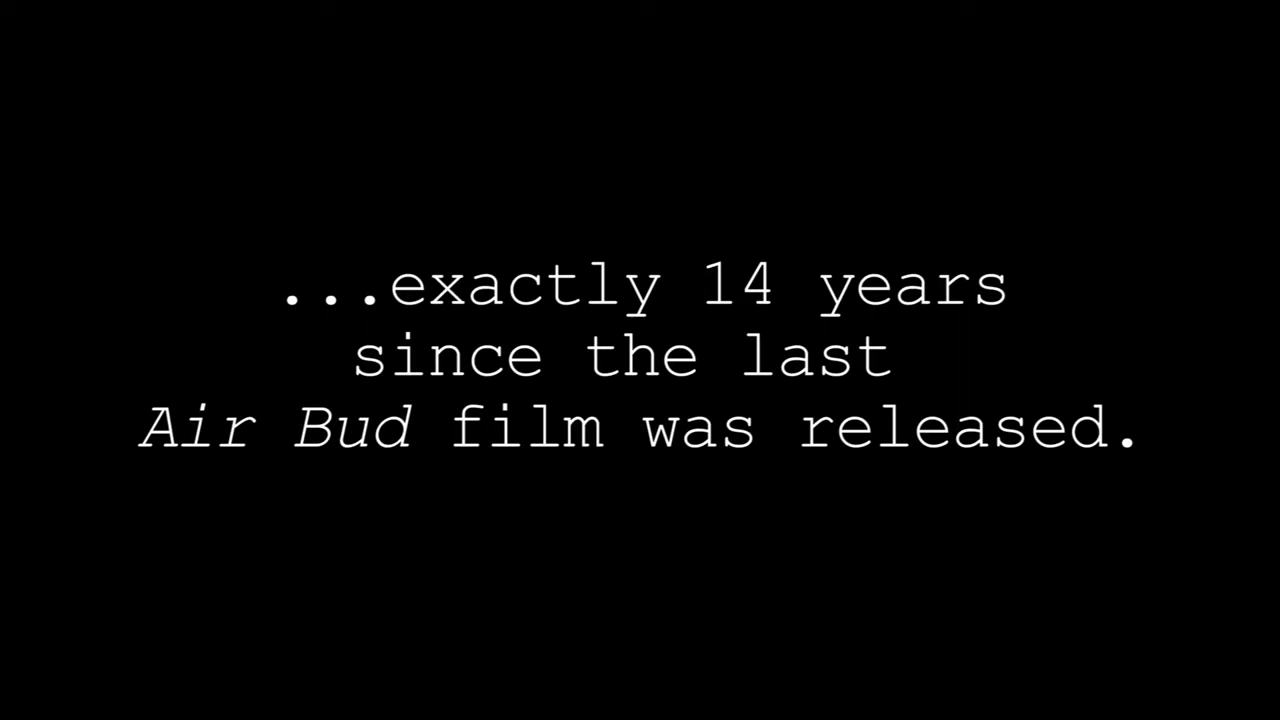 ...exactly 14 years
since the last
Air Bud film was released.